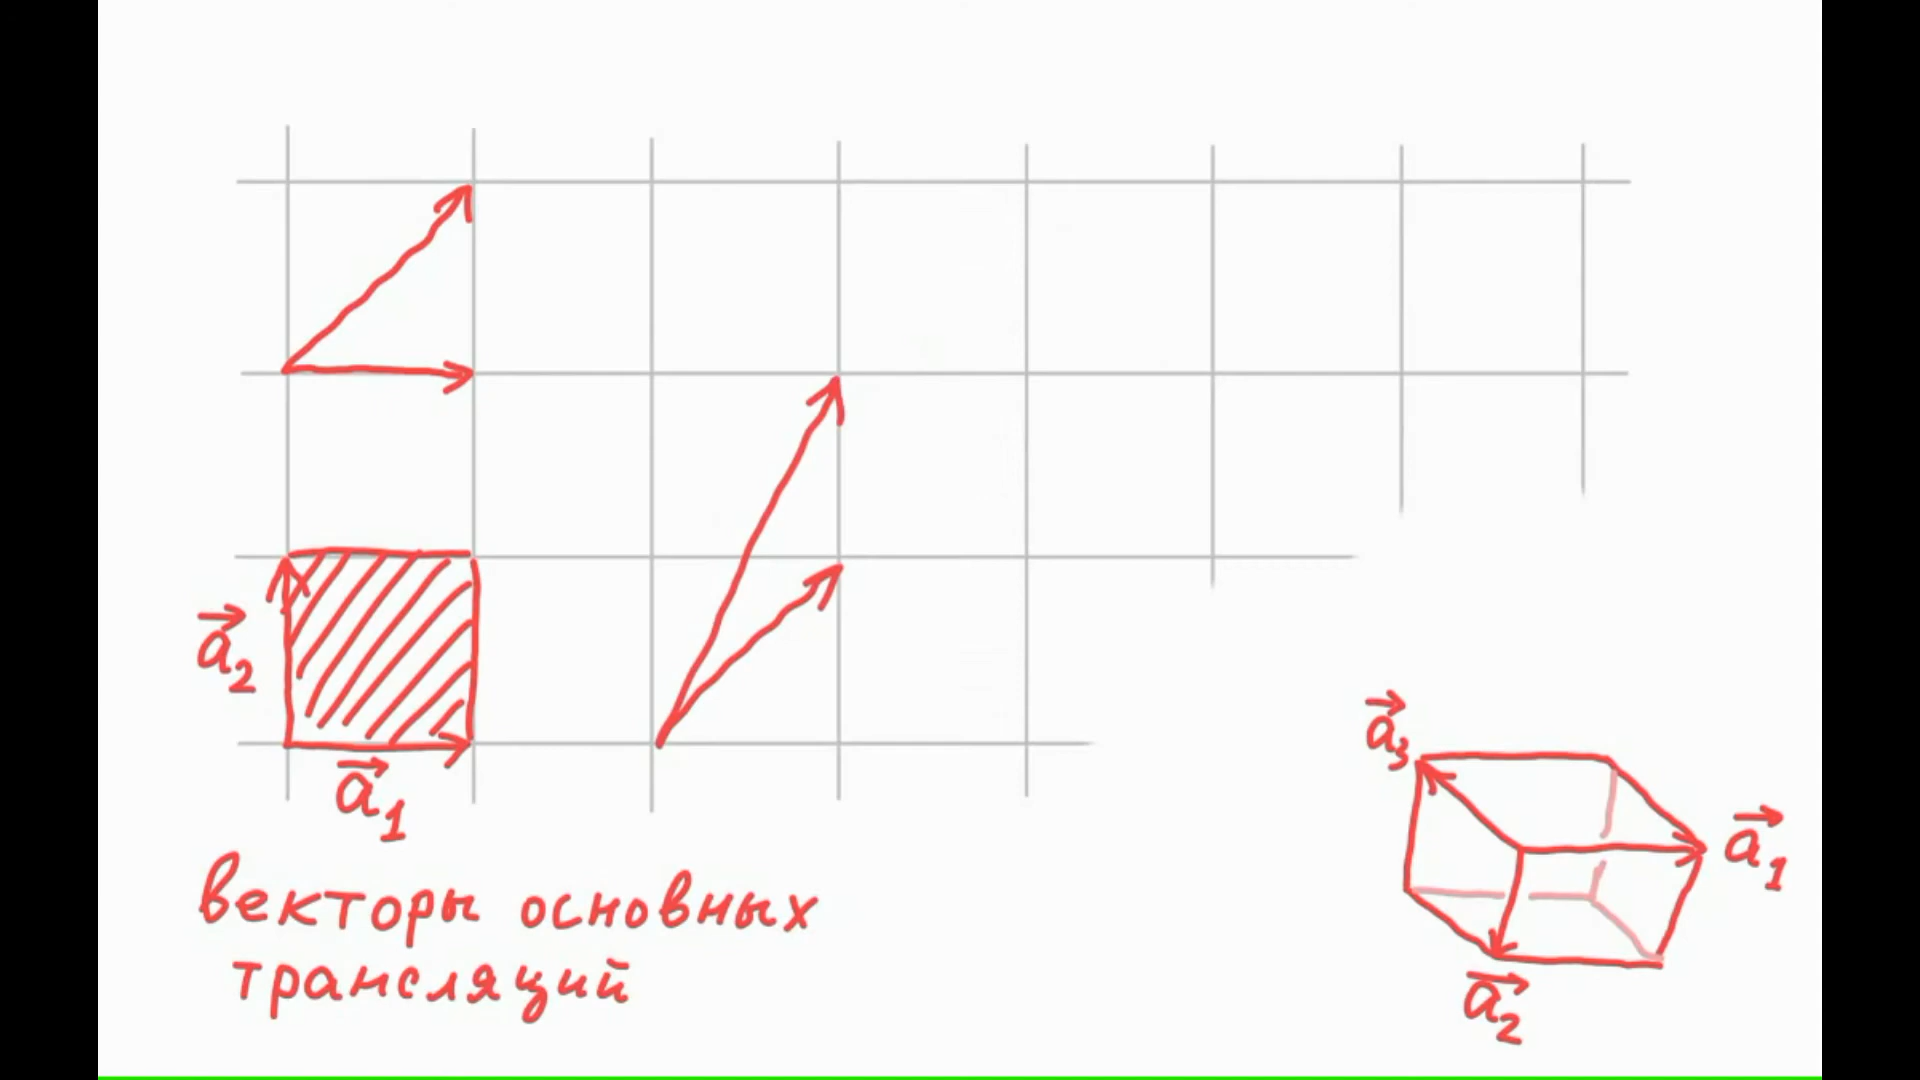 a⃗₂
a⃗₁
векторы основных
трансляций
a⃗₃
a⃗₁
a⃗₂